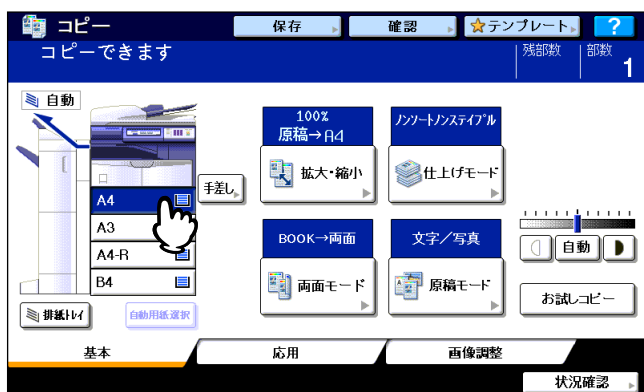 コピー
保存
確認
テンプレート
?
コピーできます
残部数
部数
1
自動
100%
原稿→A4
拡大・縮小
ノンソートノンステイプル
仕上げモード
手差し
A4
A3
A4-R
B4
BOOK→両面
両面モード
文字/写真
原稿モード
自動
お試しコピー
排紙トレイ
自動用紙選択
基本
応用
画像調整
状況確認